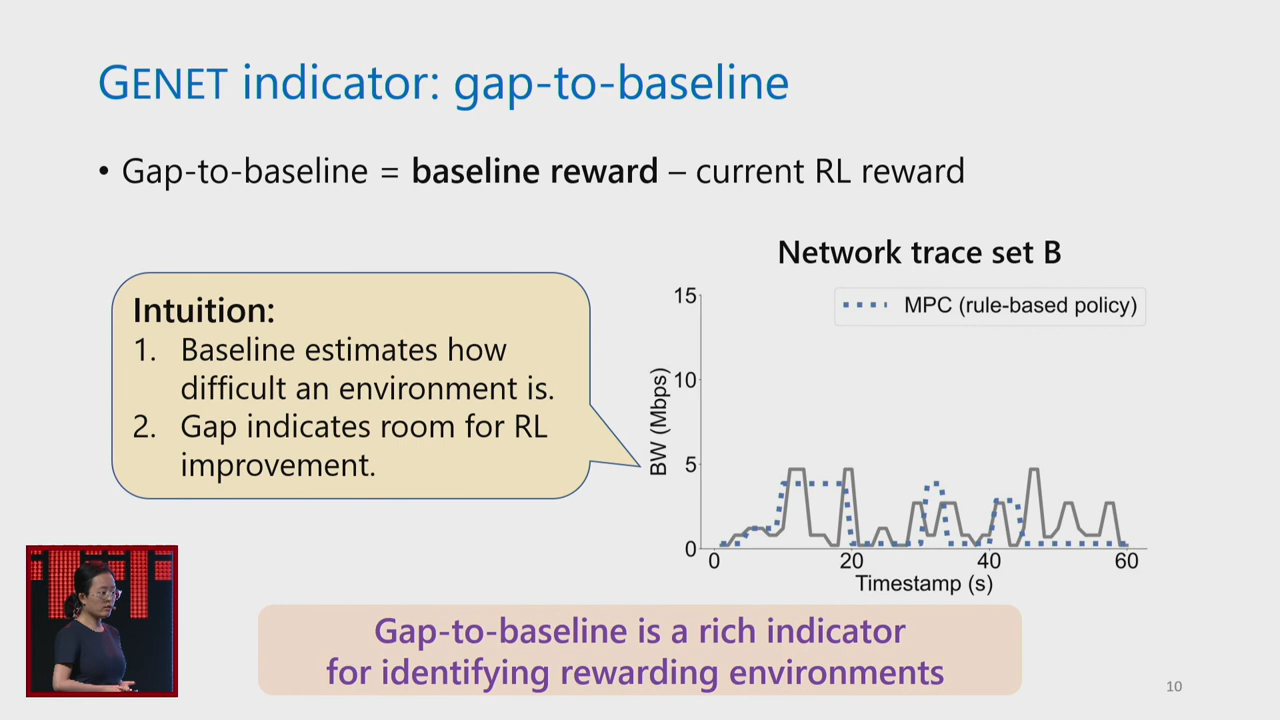 GENET indicator: gap-to-baseline
• Gap-to-baseline = baseline reward – current RL reward
Intuition:
1. Baseline estimates how
difficult an environment is.
2. Gap indicates room for RL
improvement.
Network trace set B
MPC (rule-based policy)
BW (Mbps)
15
10
5
0
0 20 40 60
Timestamp (s)
Gap-to-baseline is a rich indicator
for identifying rewarding environments
10